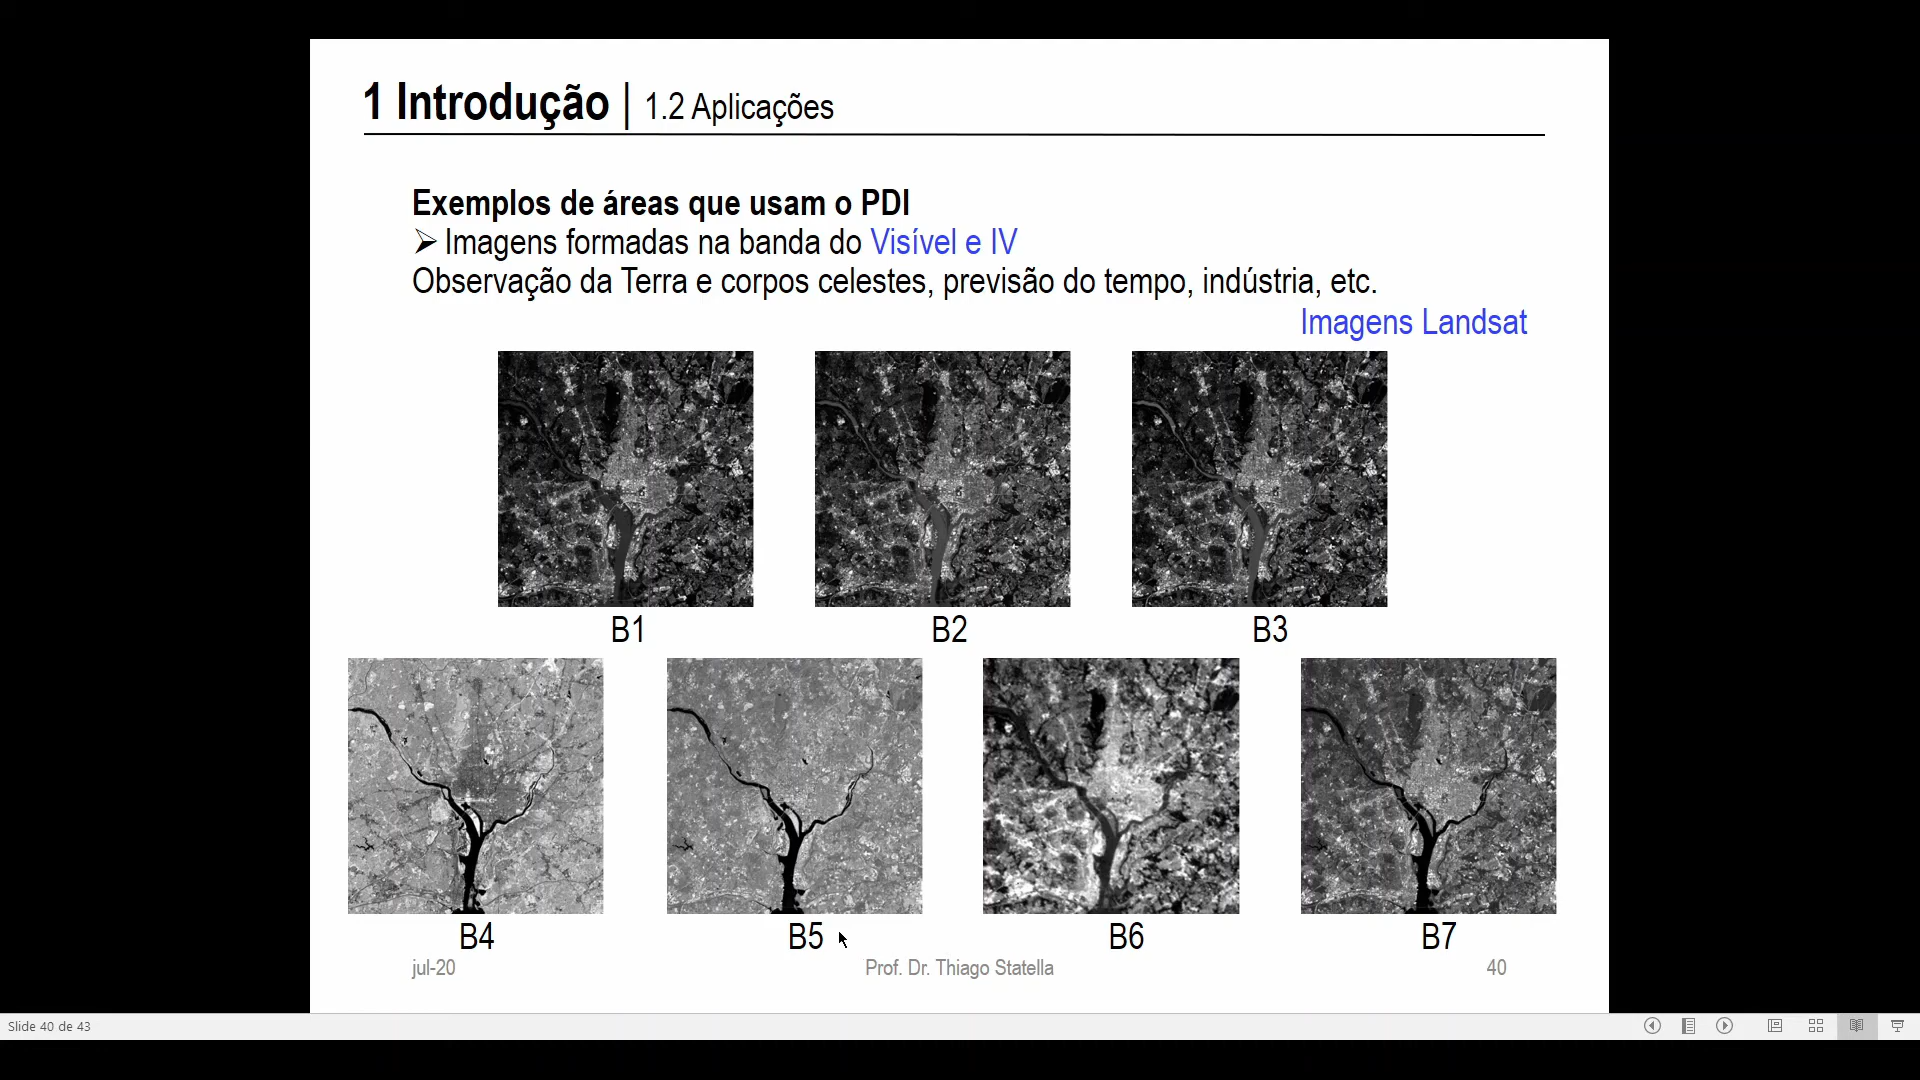 1 Introdução | 1.2 Aplicações
Exemplos de áreas que usam o PDI
➢ Imagens formadas na banda do Visível e IV
Observação da Terra e corpos celestes, previsão do tempo, indústria, etc.
Imagens Landsat
B1 B2 B3
B4 B5 B6 B7
jul-20 Prof. Dr. Thiago Statella 40
Slide 40 de 43